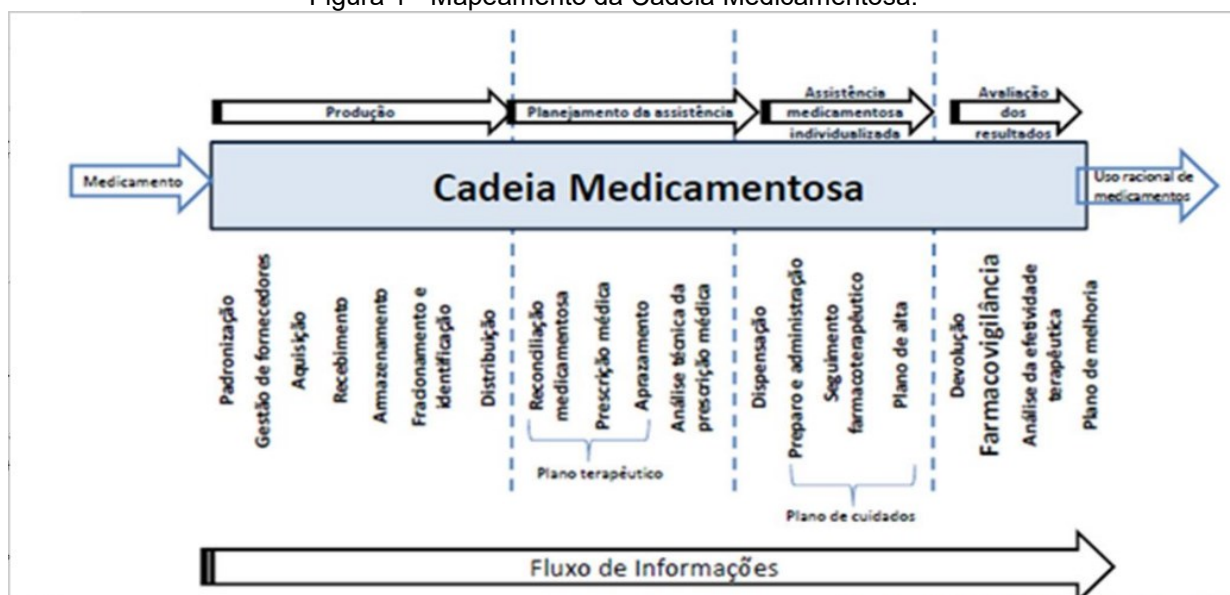 Figura 1 - Mapeamento da Cadeia Medicamentosa.
Produção
Planejamento da assistência
Assistência
medicamentosa
individualizada
Avaliação
dos
resultados
Medicamento
Cadeia Medicamentosa
Uso racional de
medicamentos
Padronização
Gestão de fornecedores
Aquisição
Recebimento
Armazenamento
Fracionamento e
identificação
Distribuição
Reconciliação
medicamentosa
Prescrição médica
Aprazamento
Análise técnica da
prescrição médica
Dispensação
Preparo e administração
Seguimento
farmacoterapêutico
Plano de alta
Devolução
Farmacovigilância
Análise da efetividade
terapêutica
Plano de melhoria
Plano terapêutico
Plano de cuidados
Fluxo de Informações